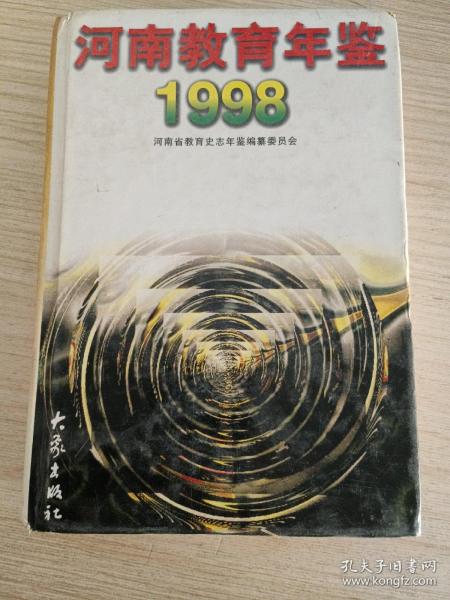 河南教育年鉴
1998
河南省教育史志年鉴编纂委员会
大象出版社
孔夫子旧书网
www.kongfz.com